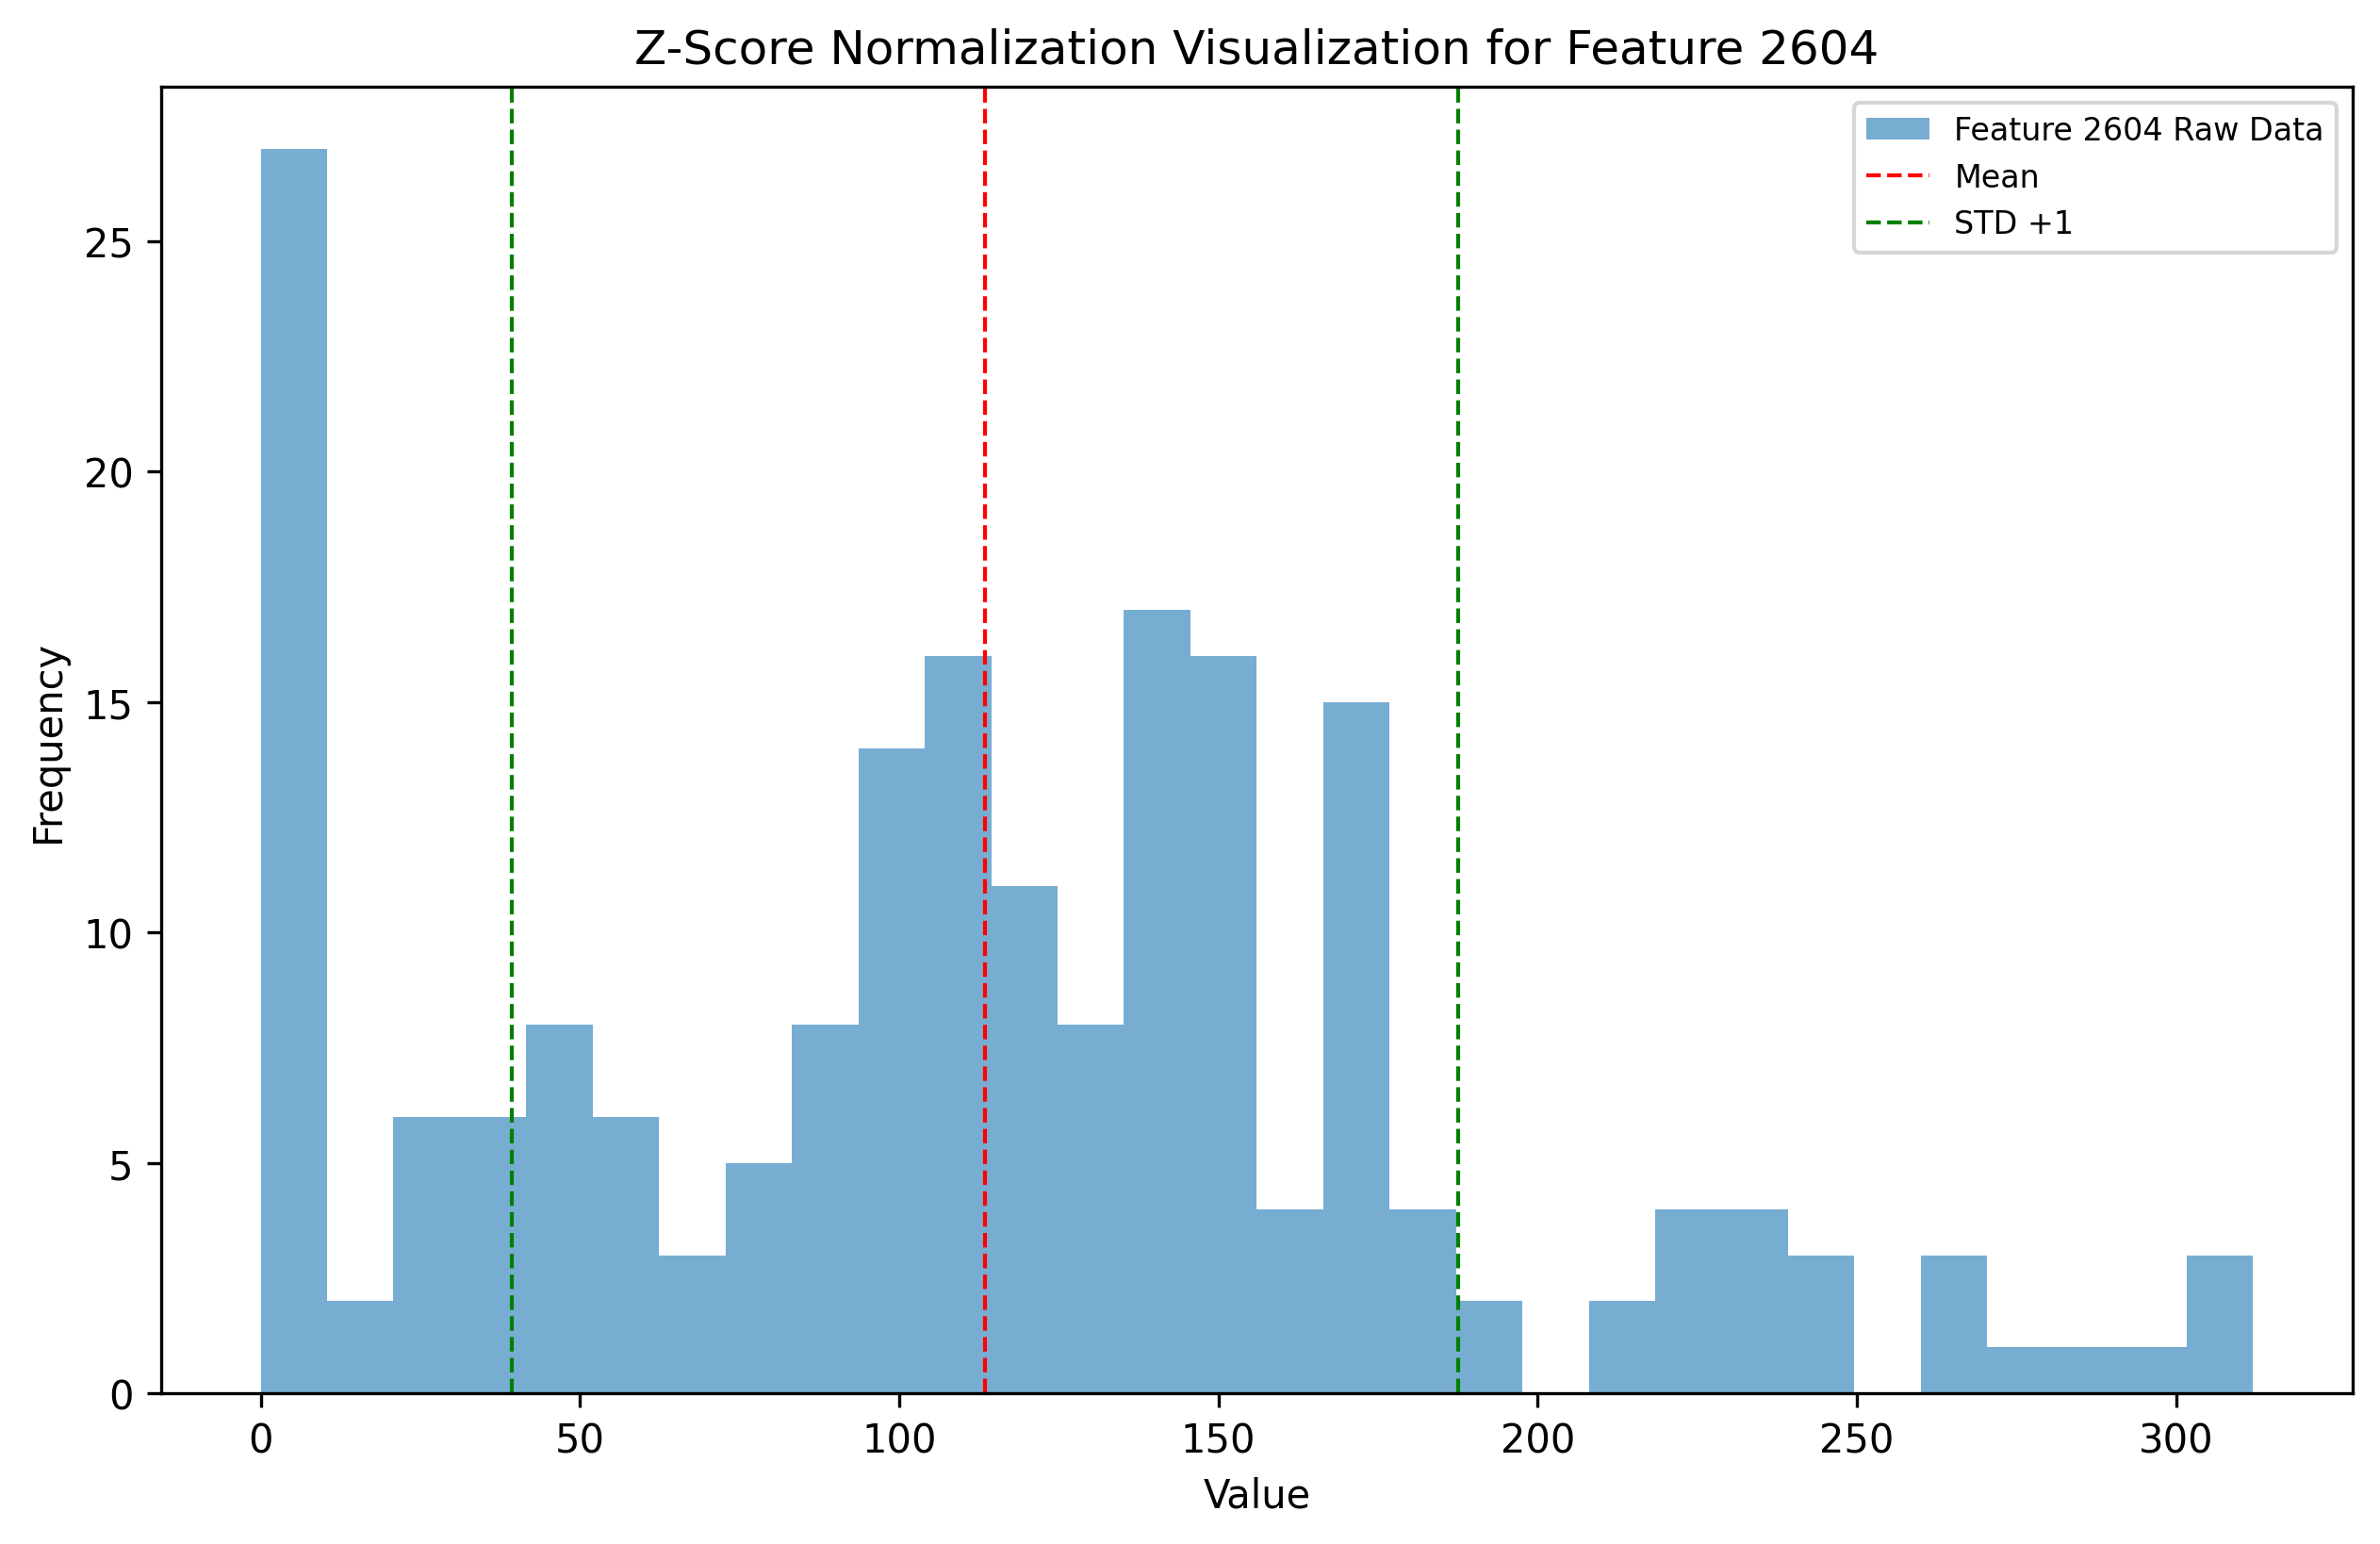 Z-Score Normalization Visualization for Feature 2604
Feature 2604 Raw Data
Mean
STD +1
25
20
15
10
5
0
Frequency
0 50 100 150 200 250 300
Value